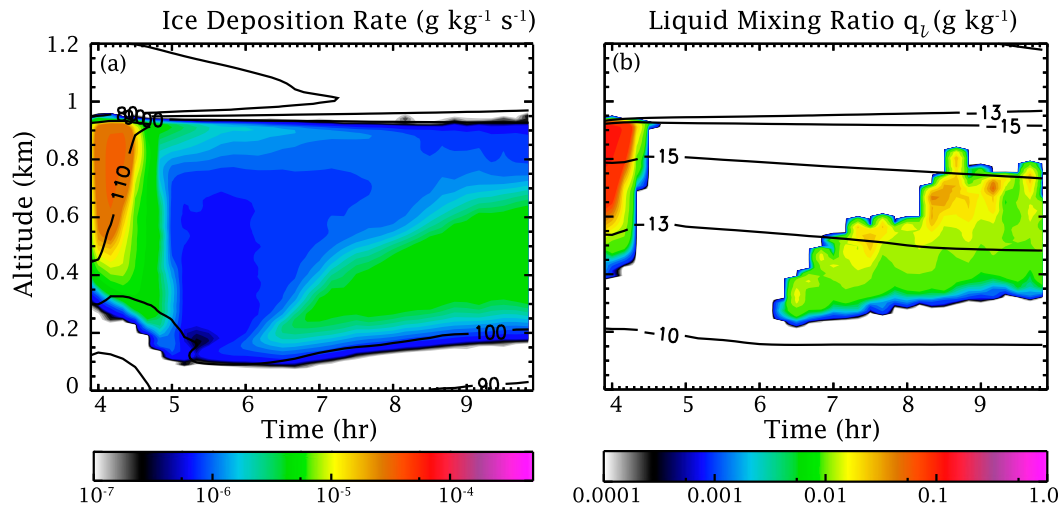 Ice Deposition Rate (g kg⁻¹ s⁻¹)
Liquid Mixing Ratio qₗ (g kg⁻¹)
(a)
(b)
Altitude (km)
1.2
1
0.8
0.6
0.4
0.2
0
110
100
90
-13
-15
-15
-13
-10
4 5 6 7 8 9
4 5 6 7 8 9
Time (hr)
Time (hr)
10⁻⁷ 10⁻⁶ 10⁻⁵ 10⁻⁴
0.0001 0.001 0.01 0.1 1.0